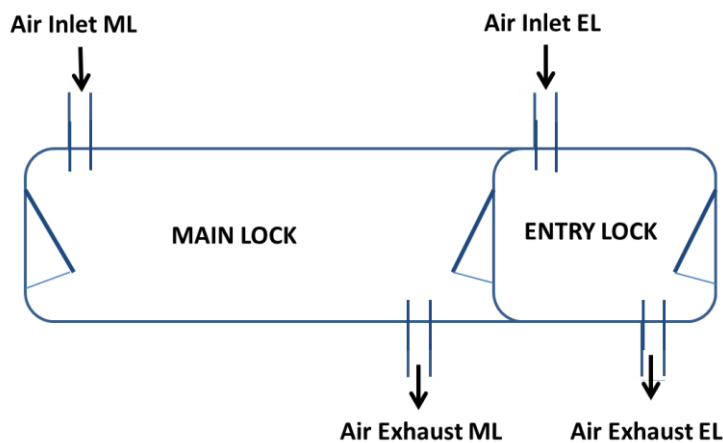 Air Inlet ML
Air Inlet EL
MAIN LOCK
ENTRY LOCK
Air Exhaust ML
Air Exhaust EL